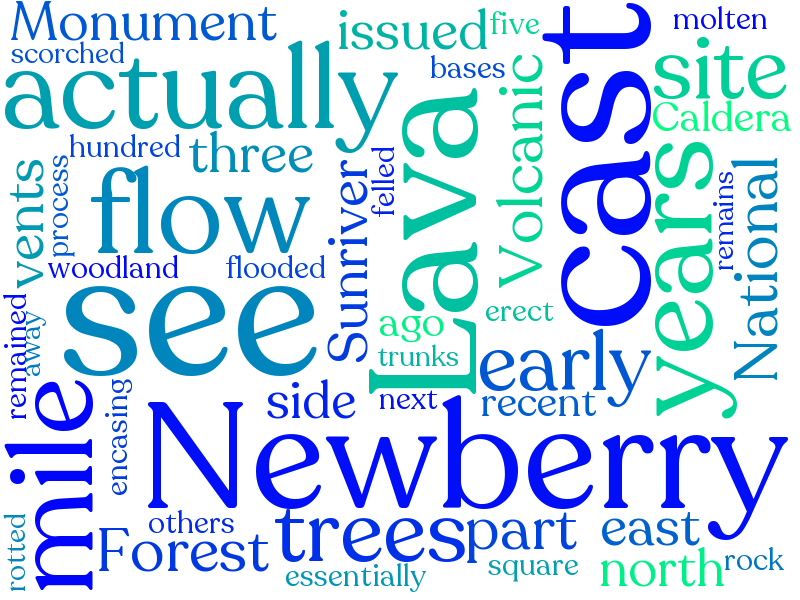 Monument
issued
five
cast
molten
scorched
actually
bases
Volcanic
site
Caldera
hundred
three
Lava
years
vents
process
flow
Sunriver
felled
remains
National
woodland
flooded
see
erect
ago
trunks
early
remained
away
next
recent
side
mile
encasing
Newberry
others
trees
part
east
rotted
Forest
essentially
square
north
rock